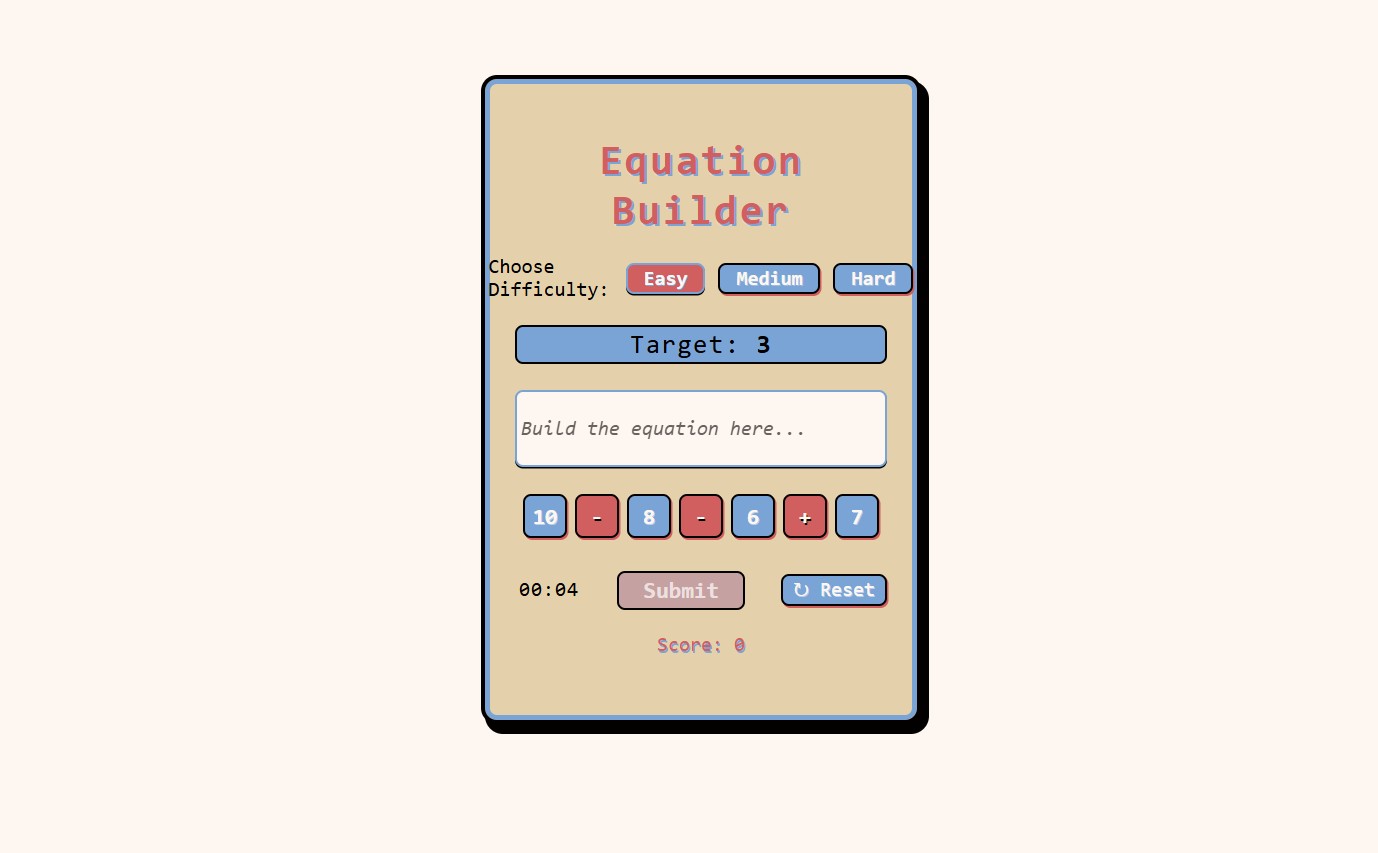 Equation
Builder
Choose
Difficulty:
Easy
Medium
Hard
Target: 3
Build the equation here...
10 - 8 - 6 + 7
00:04
Submit
↻ Reset
Score: 0